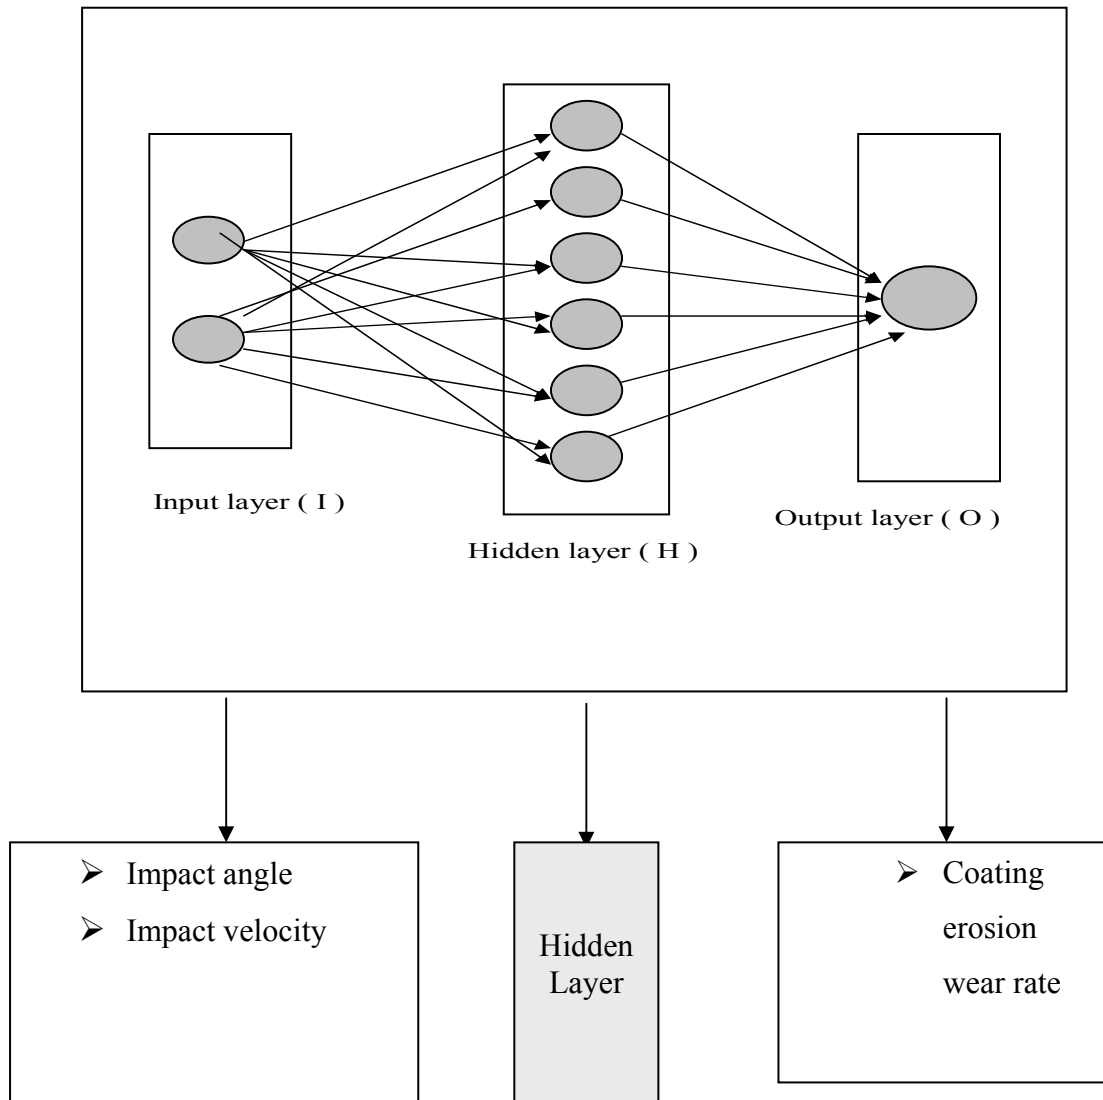 Input layer ( I )
Hidden layer ( H )
Output layer ( O )
➢ Impact angle
➢ Impact velocity
Hidden
Layer
➢ Coating
erosion
wear rate